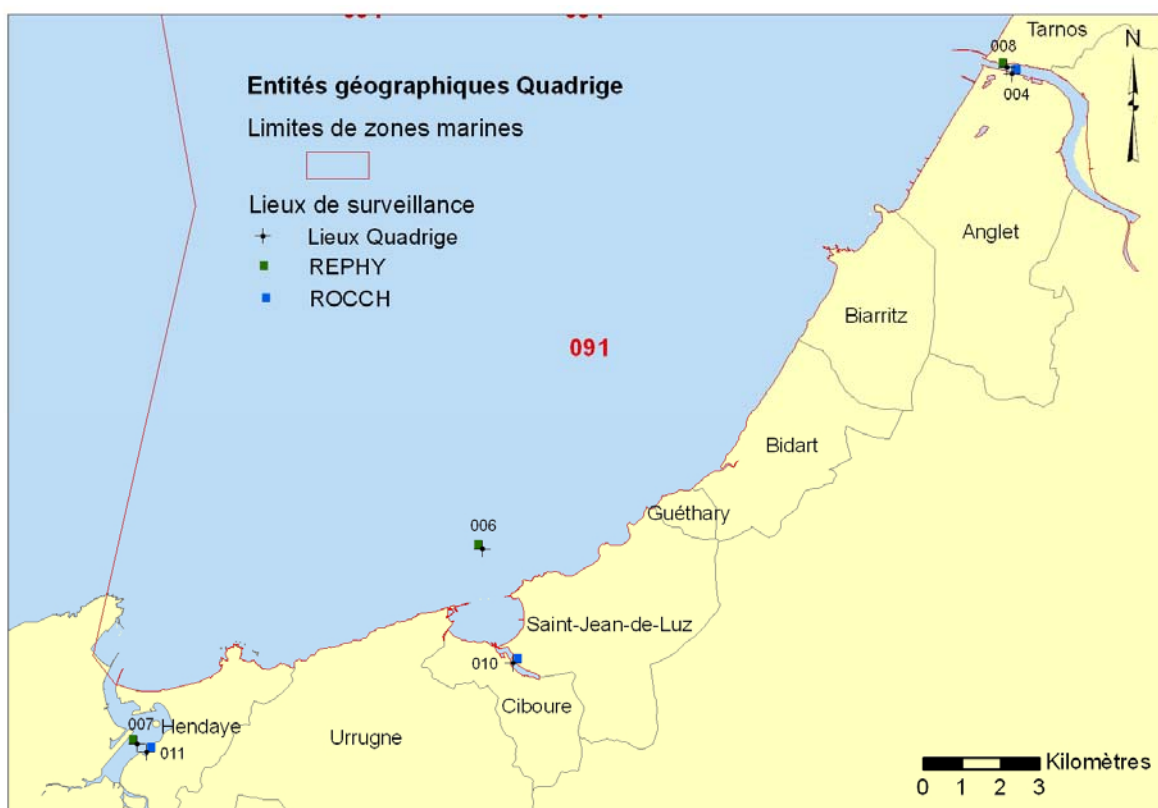 Tarnos
008
N
004
Entités géographiques Quadrige
Limites de zones marines
Lieux de surveillance
Lieux Quadrige
REPHY
ROCCH
Anglet
Biarritz
091
Bidart
Guéthary
006
Saint-Jean-de-Luz
010
Ciboure
007
Hendaye
Urrugne
011
Kilomètres
0 1 2 3